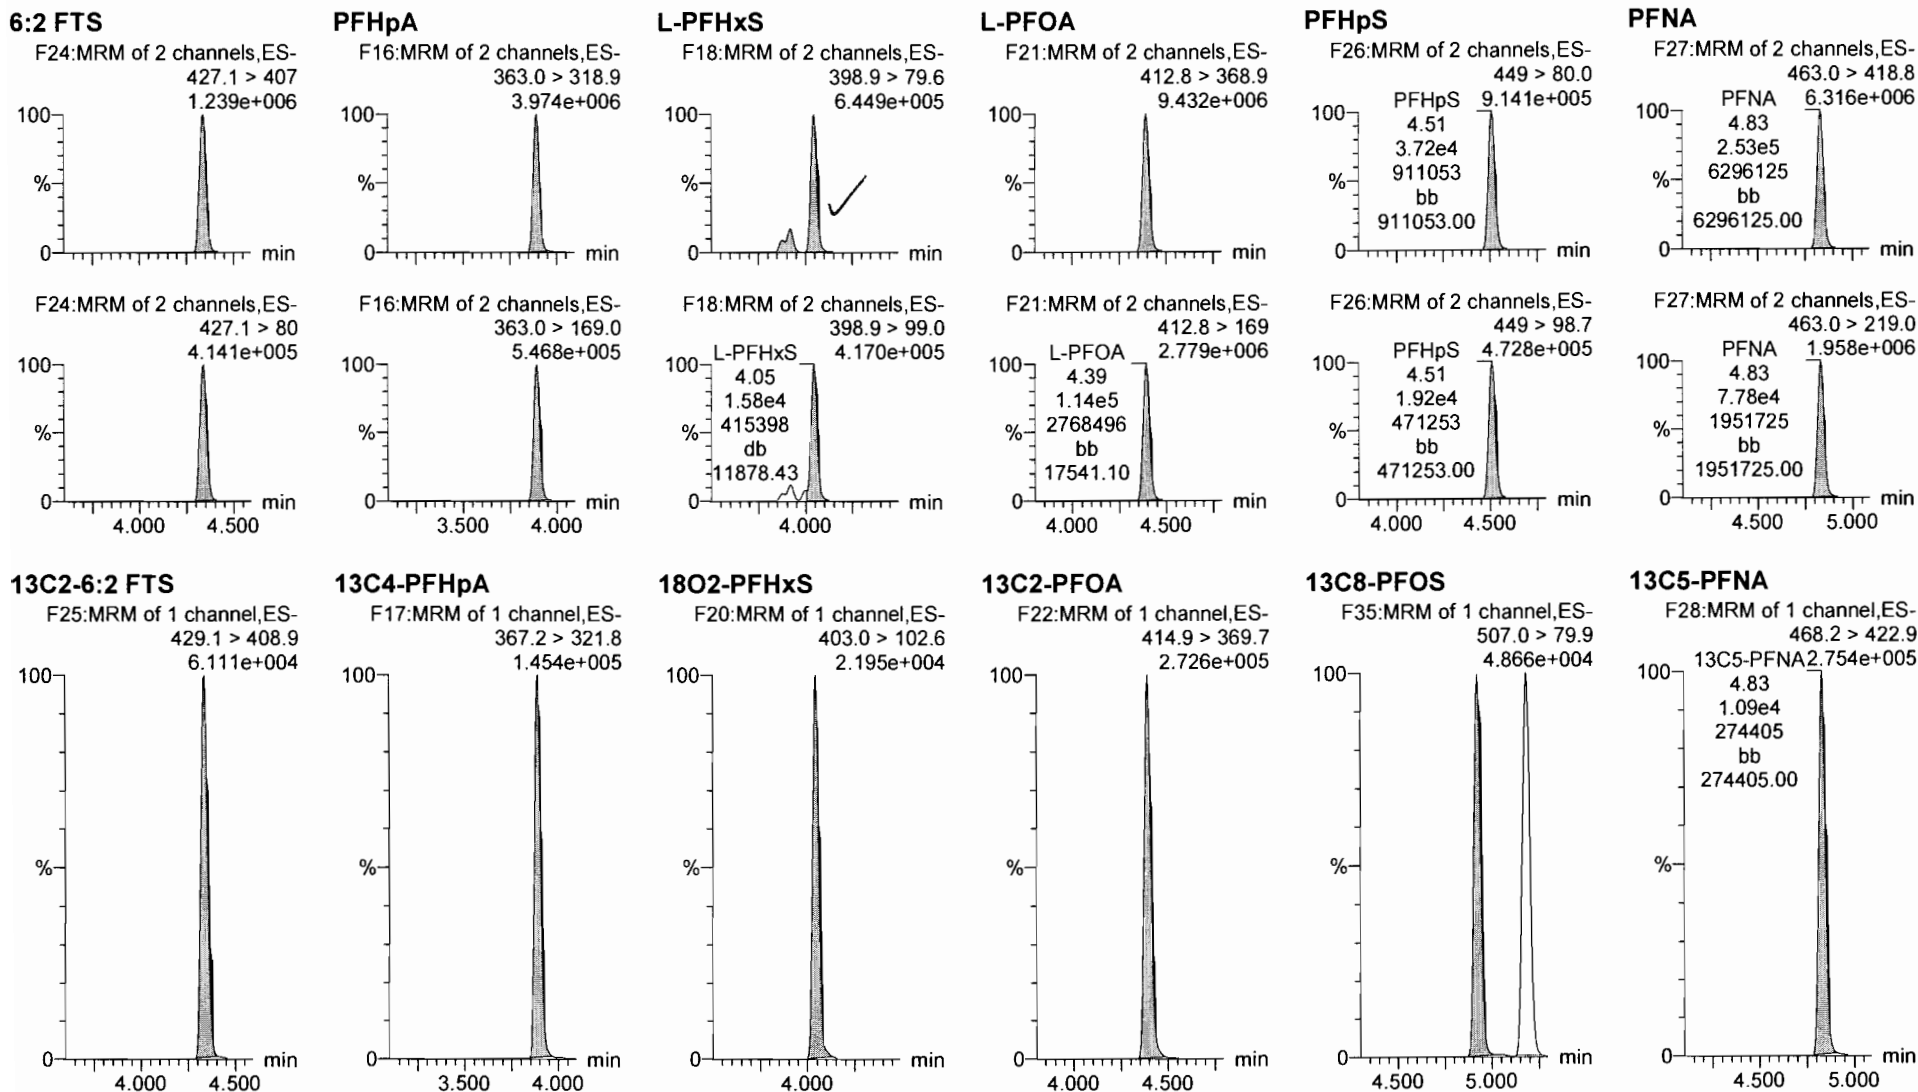 6:2 FTS
F24:MRM of 2 channels,ES-
427.1 > 407
1.239e+006
100
%
0
min
PFHpA
F16:MRM of 2 channels,ES-
363.0 > 318.9
3.974e+006
100
%
0
min
L-PFHxS
F18:MRM of 2 channels,ES-
398.9 > 79.6
6.449e+005
100
%
0
min
L-PFOA
F21:MRM of 2 channels,ES-
412.8 > 368.9
9.432e+006
100
%
0
min
PFHpS
F26:MRM of 2 channels,ES-
449 > 80.0
PFHpS 9.141e+005
100
4.51
3.72e4
%
911053
bb
911053.00
0
min
PFNA
F27:MRM of 2 channels,ES-
463.0 > 418.8
PFNA 6.316e+006
100
4.83
2.53e5
%
6296125
bb
6296125.00
0
min
F24:MRM of 2 channels,ES-
427.1 > 80
4.141e+005
100
%
0
min
4.000 4.500
F16:MRM of 2 channels,ES-
363.0 > 169.0
5.468e+005
100
%
0
min
3.500 4.000
F18:MRM of 2 channels,ES-
398.9 > 99.0
L-PFHxS 4.170e+005
100
4.05
1.58e4
%
415398
db
11878.43
0
min
4.000
F21:MRM of 2 channels,ES-
412.8 > 169
L-PFOA 2.779e+006
100
4.39
1.14e5
%
2768496
bb
17541.10
0
min
4.000 4.500
F26:MRM of 2 channels,ES-
449 > 98.7
PFHpS 4.728e+005
100
4.51
1.92e4
%
471253
bb
471253.00
0
min
4.000 4.500
F27:MRM of 2 channels,ES-
463.0 > 219.0
PFNA 1.958e+006
100
4.83
7.78e4
%
1951725
bb
1951725.00
0
min
4.500 5.000
13C2-6:2 FTS
F25:MRM of 1 channel,ES-
429.1 > 408.9
6.111e+004
100
%
0
min
4.000 4.500
13C4-PFHpA
F17:MRM of 1 channel,ES-
367.2 > 321.8
1.454e+005
100
%
0
min
3.500 4.000
18O2-PFHxS
F20:MRM of 1 channel,ES-
403.0 > 102.6
2.195e+004
100
%
0
min
4.000
13C2-PFOA
F22:MRM of 1 channel,ES-
414.9 > 369.7
2.726e+005
100
%
0
min
4.000 4.500
13C8-PFOS
F35:MRM of 1 channel,ES-
507.0 > 79.9
4.866e+004
100
%
0
min
4.500 5.000
13C5-PFNA
F28:MRM of 1 channel,ES-
468.2 > 422.9
13C5-PFNA2.754e+005
100
4.83
1.09e4
274405
bb
274405.00
%
0
min
4.500 5.000